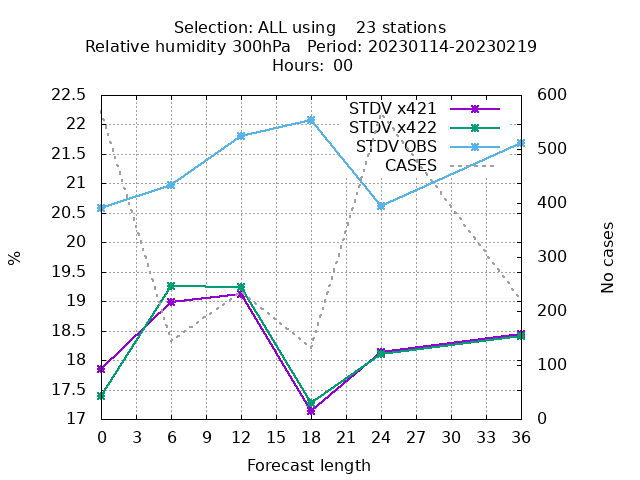 Selection: ALL using    23 stations
Relative humidity 300hPa   Period: 20230114-20230219
Hours:  00
22.5
22
21.5
21
20.5
20
19.5
19
18.5
18
17.5
17
%
STDV x421
STDV x422
STDV OBS
CASES
600
500
400
300
200
100
0
No cases
0 3 6 9 12 15 18 21 24 27 30 33 36
Forecast length